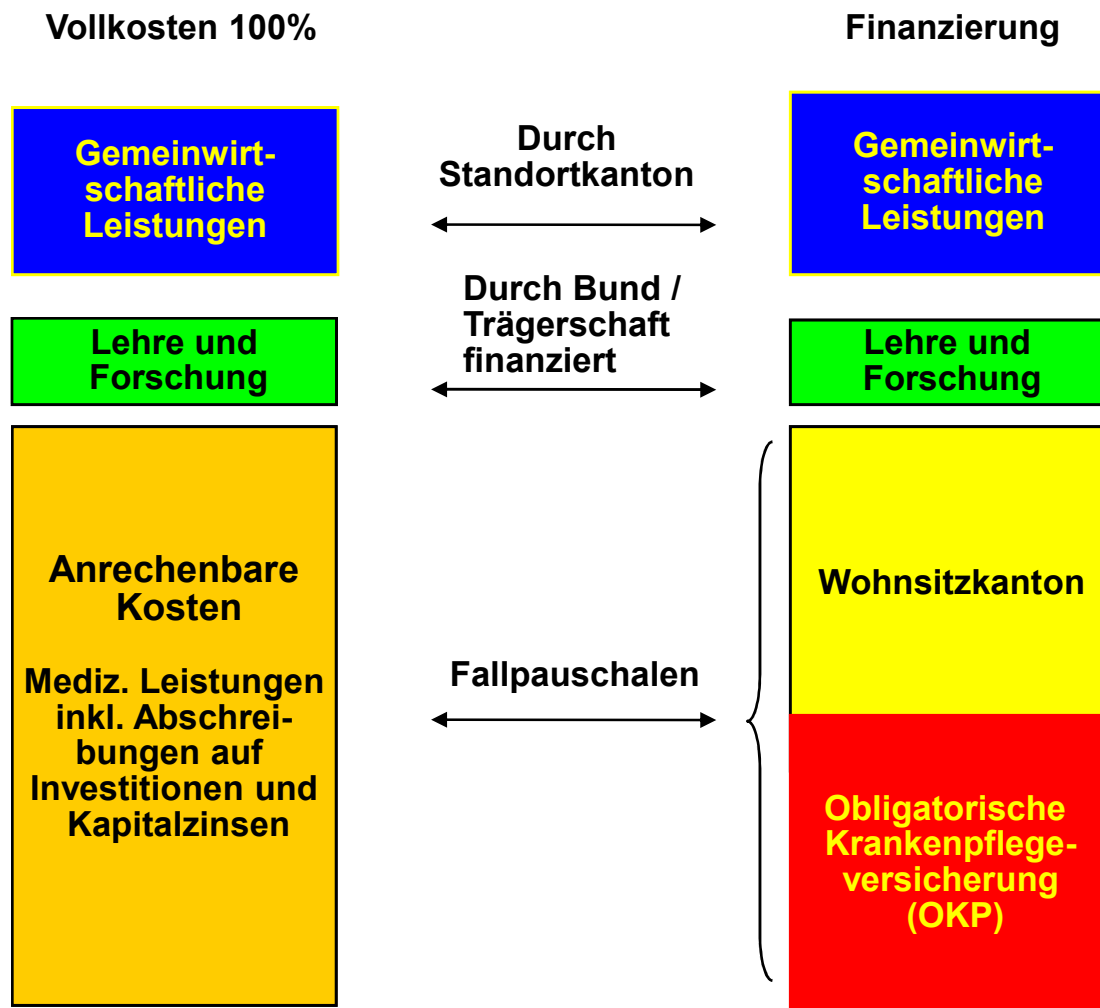 Vollkosten 100%
Finanzierung
Gemeinwirt-
schaftliche
Leistungen
Durch
Standortkanton
Gemeinwirt-
schaftliche
Leistungen
Lehre und
Forschung
Durch Bund /
Trägerschaft
finanziert
Lehre und
Forschung
Anrechenbare
Kosten
Mediz. Leistungen
inkl. Abschrei-
bungen auf
Investitionen und
Kapitalzinsen
Fallpauschalen
Wohnsitzkanton
Obligatorische
Krankenpflege-
versicherung
(OKP)